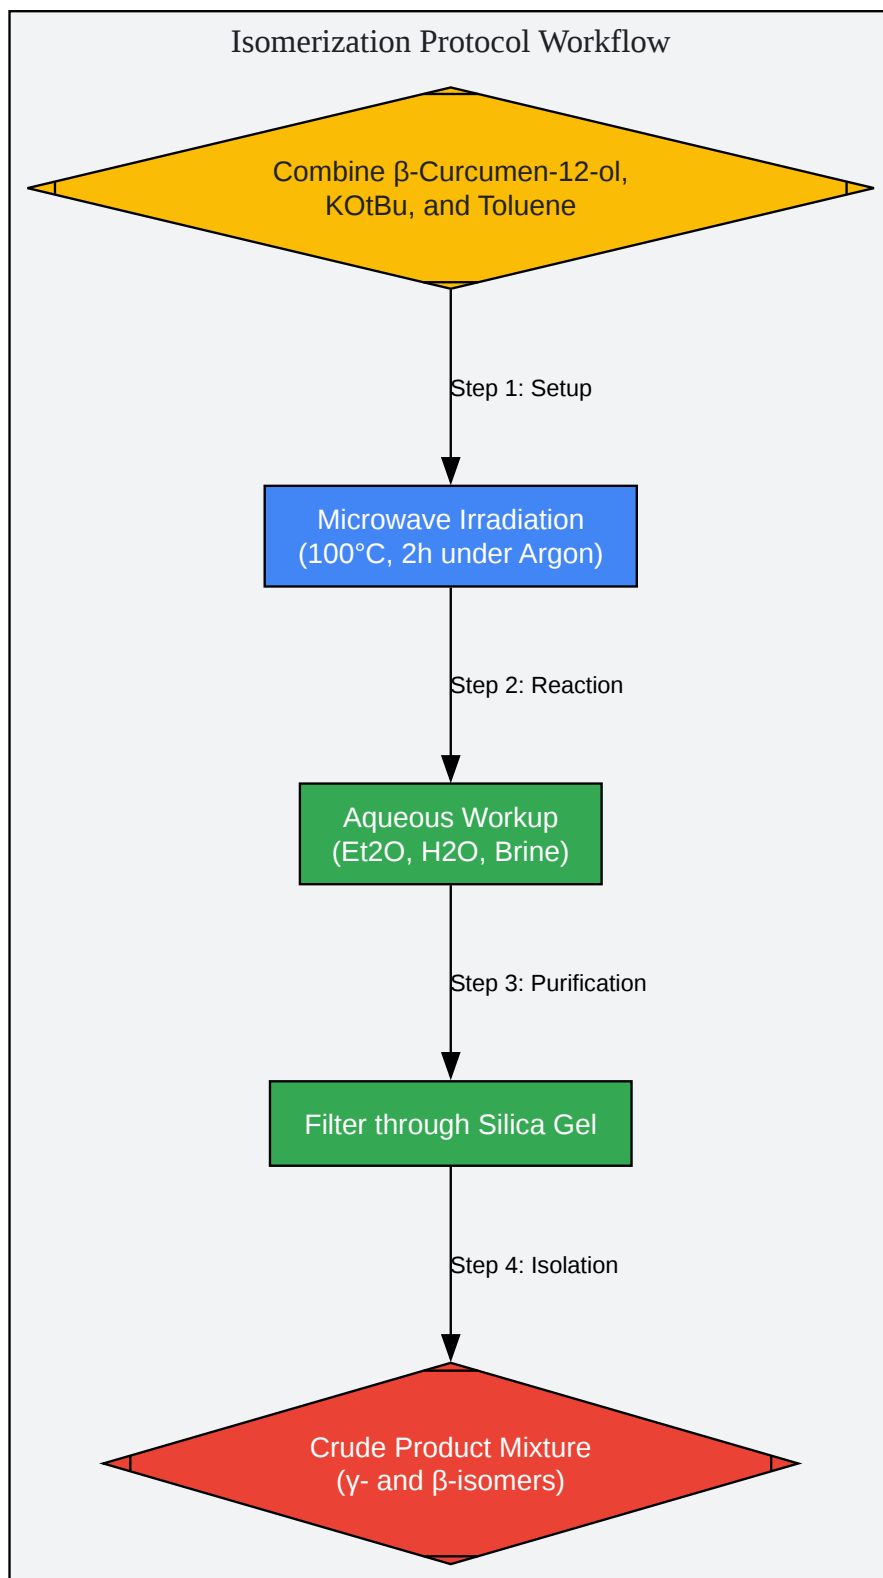 Isomerization Protocol Workflow
Combine β-Curcumen-12-ol,
KOtBu, and Toluene
Step 1: Setup
Microwave Irradiation
(100°C, 2h under Argon)
Step 2: Reaction
Aqueous Workup
(Et2O, H2O, Brine)
Step 3: Purification
Filter through Silica Gel
Step 4: Isolation
Crude Product Mixture
(γ- and β-isomers)